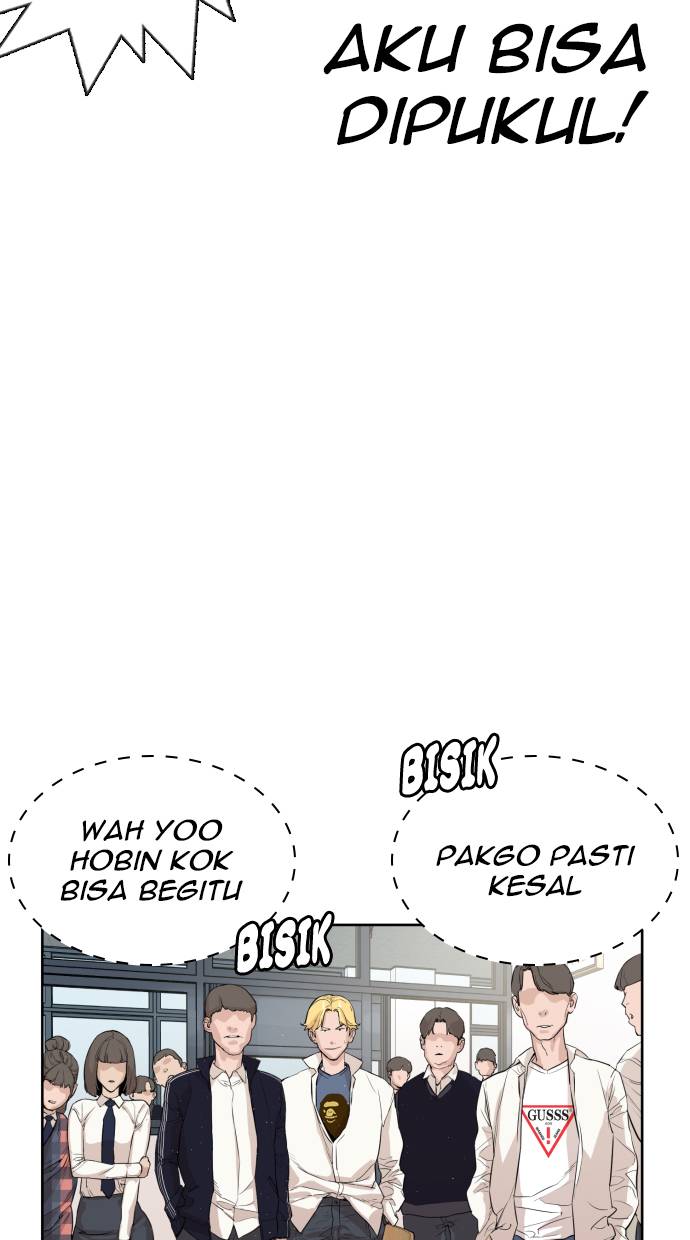 AKU BISA
DIPUKUL!
BISIK
WAH YOO
HOBIN KOK
BISA BEGITU
PAKGO PASTI
KESAL
BISIK
GUSSS